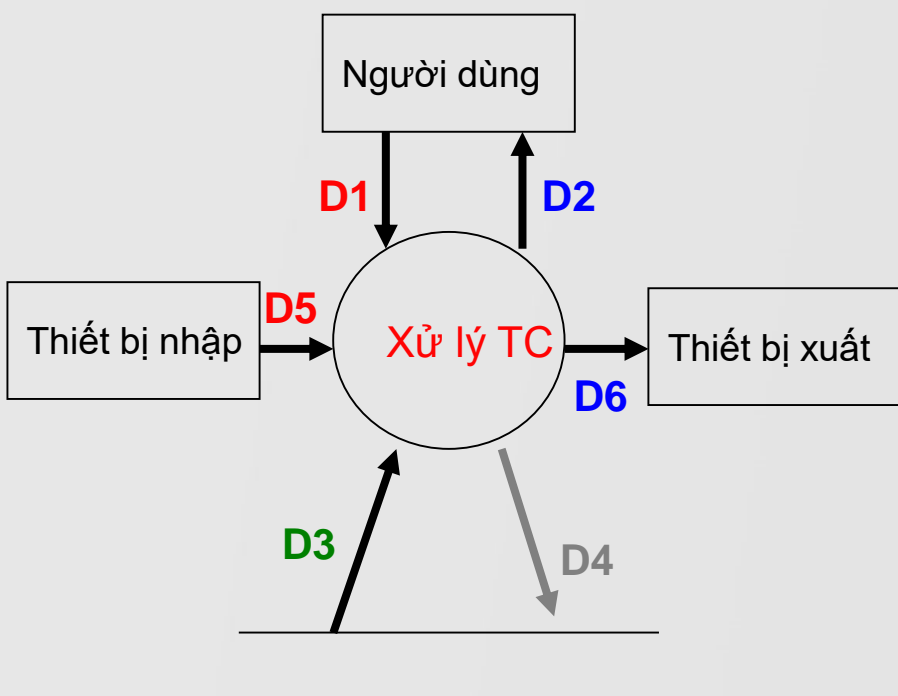 Người dùng
D1
D2
D5
Thiết bị nhập
Xử lý TC
Thiết bị xuất
D6
D3
D4